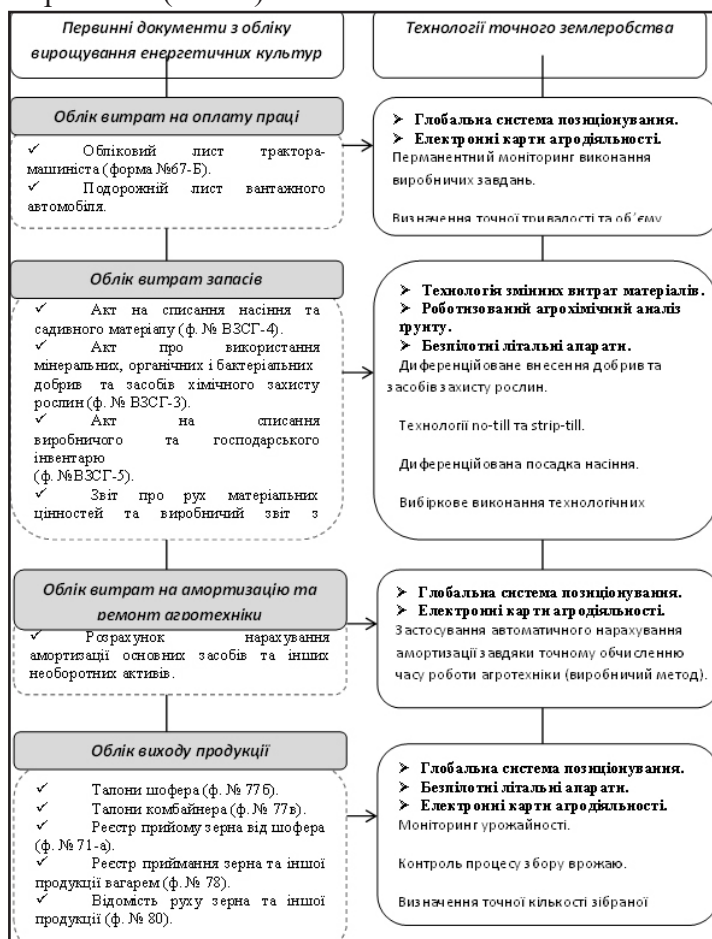 Первинні документи з обліку
вирощування енергетичних культур
Технології точного землеробства
Облік витрат на оплату праці
✓ Обліковий лист трактора-
машиніста (форма №67-Б).
✓ Подорожній лист вантажного
автомобіля.
➤ Глобальна система позиціонування.
➤ Електронні карти агродіяльності.
Перманентний моніторинг виконання
виробничих завдань.
Визначення точної тривалості та об´єму
Облік витрат запасів
✓ Акт на списання насіння та
садивного матеріалу (ф. № ВЗСГ-4).
✓ Акт про використання
мінеральних, органічних і бактеріальних
добрив та засобів хімічного захисту
рослин (ф. № ВЗСГ-3).
✓ Акт на списання
виробничого та господарського
інвентарю
(ф. №ВЗСГ-5).
✓ Звіт про рух матеріальних
цінностей та виробничий звіт з
➤ Технологія змінних витрат матеріалів.
➤ Роботизований агрохімічний аналіз
ґрунту.
➤ Безпілотні літальні апарати.
Диференційоване внесення добрив та
засобів захисту рослин.
Технології no-till та strip-till.
Диференційована посадка насіння.
Вибіркове виконання технологічних
Облік витрат на амортизацію та
ремонт агротехніки
✓ Розрахунок нарахування
амортизації основних засобів та інших
необоротних активів.
➤ Глобальна система позиціонування.
➤ Електронні карти агродіяльності.
Застосування автоматичного нарахування
амортизації завдяки точному обчисленню
часу роботи агротехніки (виробничий метод).
Облік виходу продукції
✓ Талони шофера (ф. № 77б).
✓ Талони комбайнера (ф. № 77в).
✓ Реєстр прийому зерна від шофера
(ф. № 71-а).
✓ Реєстр приймання зерна та іншої
продукції вагарем (ф. № 78).
✓ Відомість руху зерна та іншої
продукції (ф. № 80).
➤ Глобальна система позиціонування.
➤ Безпілотні літальні апарати.
➤ Електронні карти агродіяльності.
Моніторинг урожайності.
Контроль процесу збору врожаю.
Визначення точної кількості зібраної